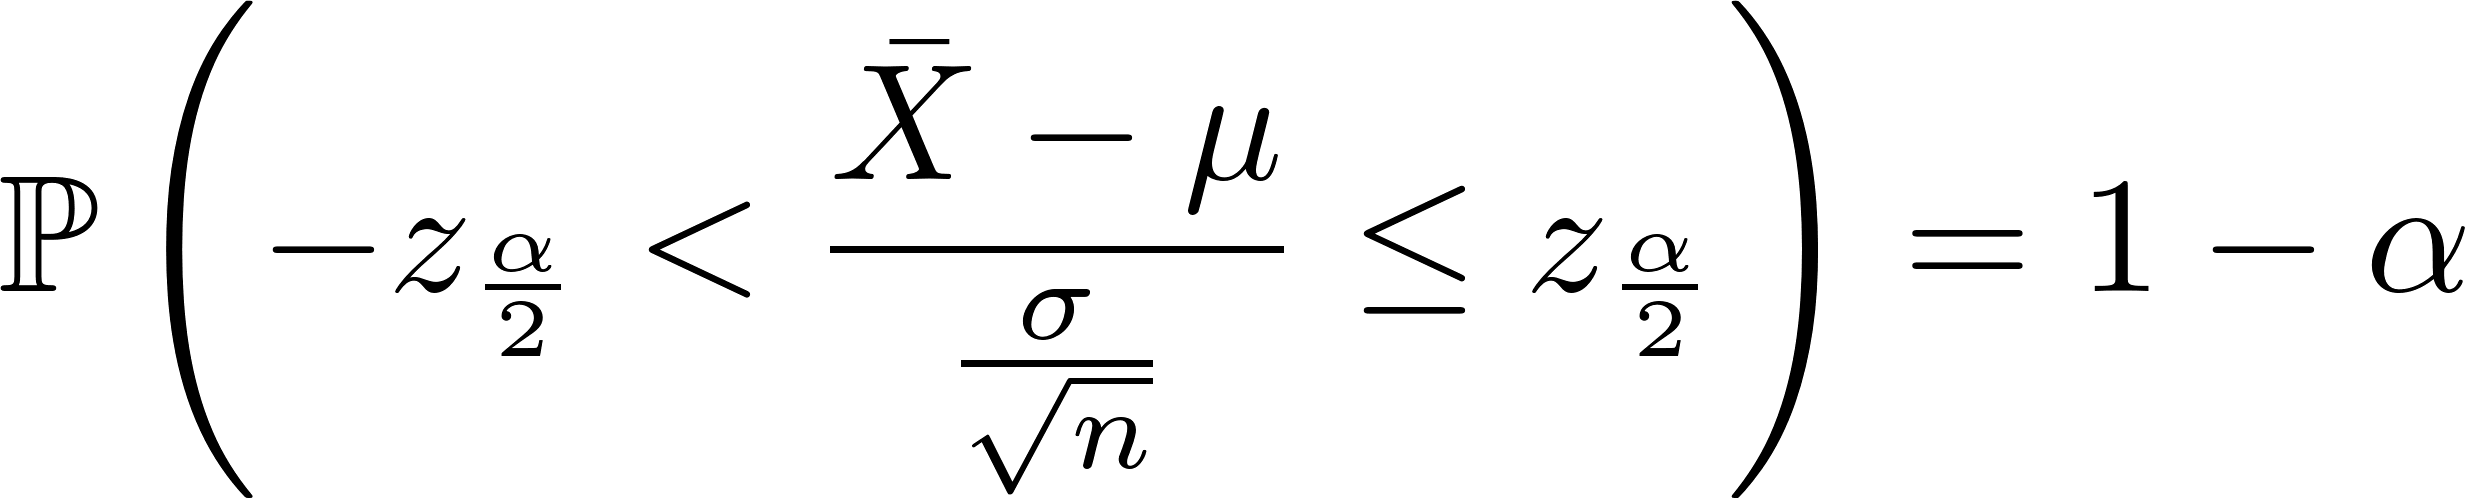 ℙ(−z_{α/2} < (X̄ − μ)/(σ/√n) ≤ z_{α/2}) = 1 − α